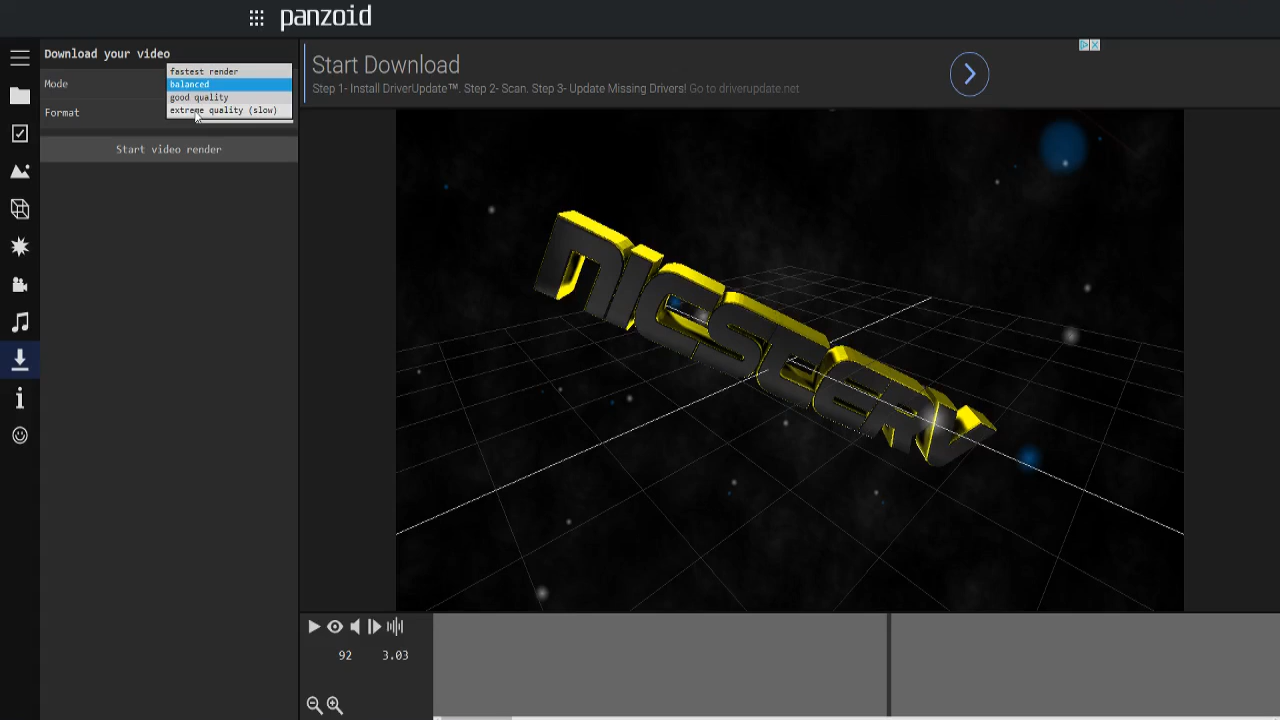 panzoid
Download your video
Mode
fastest render
balanced
good quality
extreme quality (slow)
Format
Start video render
Start Download
Step 1- Install DriverUpdate™. Step 2- Scan. Step 3- Update Missing Drivers! Go to driverupdate.net
92 3.03